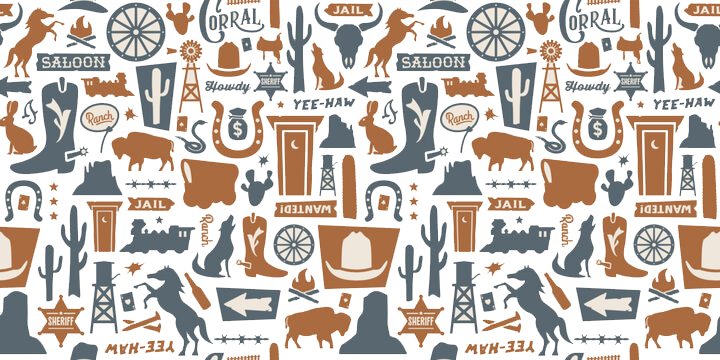 CORRAL
JAIL
CORRAL
JAIL
SALOON
SALOON
Howdy
SHERIFF
Howdy
SHERIFF
YEE-HAW
YEE-HAW
Ranch
$
Ranch
$
JAIL
WANTED!
JAIL
WANTED!
Ranch
Ranch
SHERIFF
SHERIFF
YEE-HAW
YEE-HAW